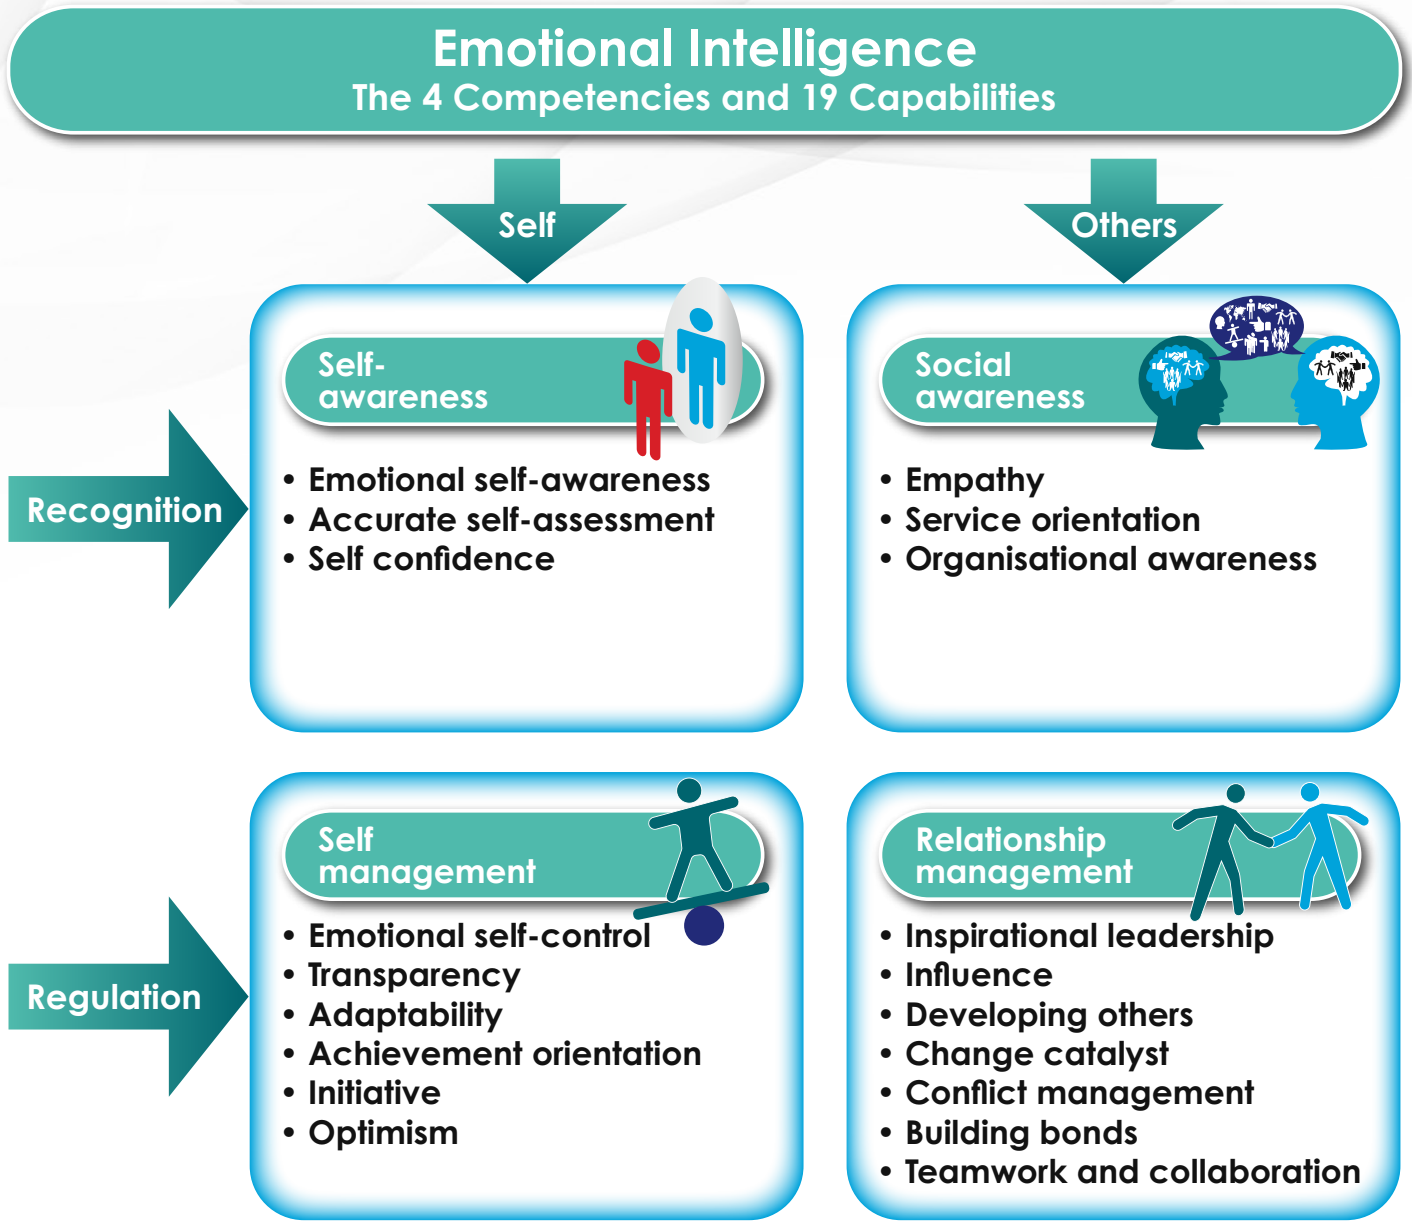 Emotional Intelligence
The 4 Competencies and 19 Capabilities
Self
Others
Recognition
Self-
awareness
• Emotional self-awareness
• Accurate self-assessment
• Self confidence
Social
awareness
• Empathy
• Service orientation
• Organisational awareness
Regulation
Self
management
• Emotional self-control
• Transparency
• Adaptability
• Achievement orientation
• Initiative
• Optimism
Relationship
management
• Inspirational leadership
• Influence
• Developing others
• Change catalyst
• Conflict management
• Building bonds
• Teamwork and collaboration